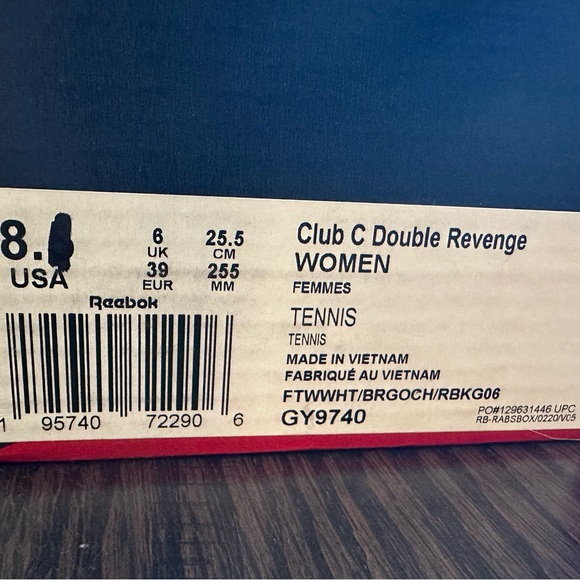 8.
USA
6
UK
39
EUR
25.5
CM
255
MM
Reebok
1 95740 72290 6
Club C Double Revenge
WOMEN
FEMMES
TENNIS
TENNIS
MADE IN VIETNAM
FABRIQUÉ AU VIETNAM
FTWWHT/BRGOCH/RBKG06
GY9740
PO#129631446 UPC
RB-RABSBOX/0220/V05